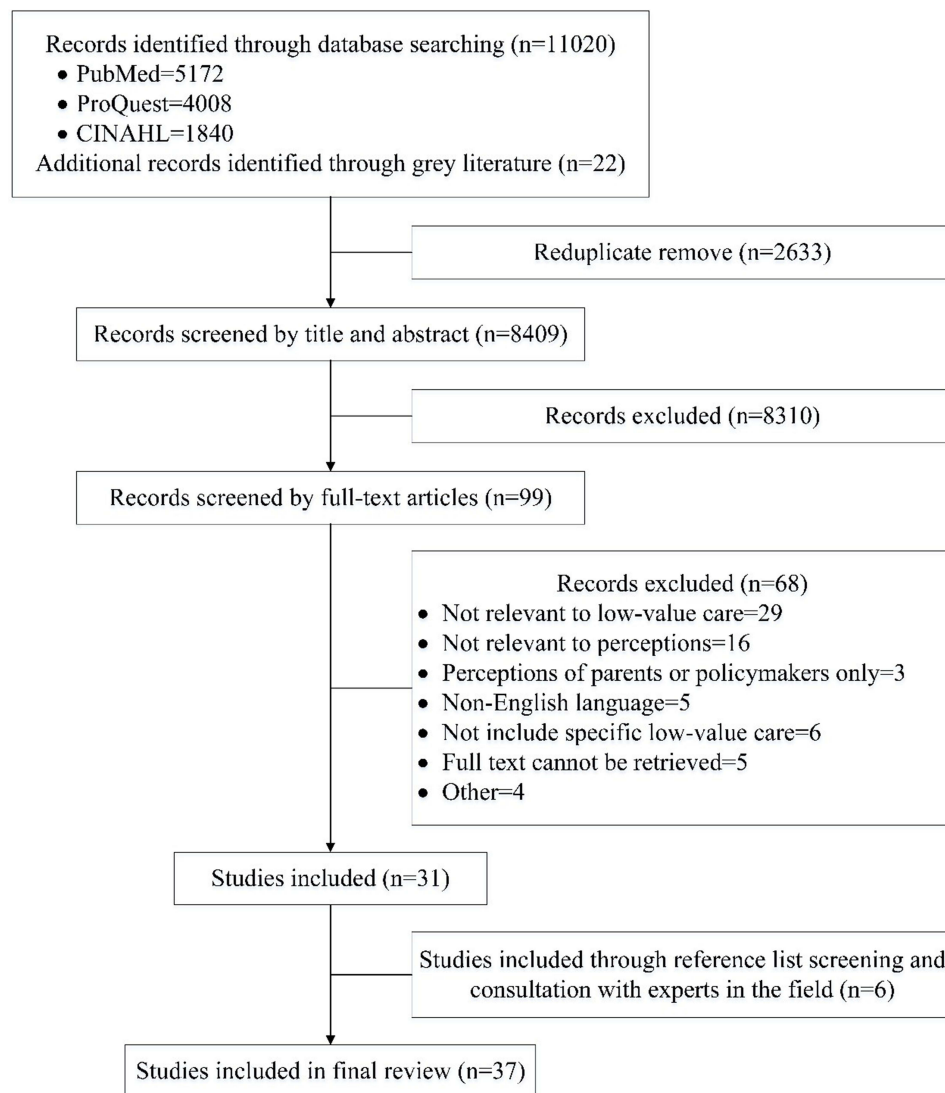 Records identified through database searching (n=11020)
• PubMed=5172
• ProQuest=4008
• CINAHL=1840
Additional records identified through grey literature (n=22)
Reduplicate remove (n=2633)
Records screened by title and abstract (n=8409)
Records excluded (n=8310)
Records screened by full-text articles (n=99)
Records excluded (n=68)
• Not relevant to low-value care=29
• Not relevant to perceptions=16
• Perceptions of parents or policymakers only=3
• Non-English language=5
• Not include specific low-value care=6
• Full text cannot be retrieved=5
• Other=4
Studies included (n=31)
Studies included through reference list screening and
consultation with experts in the field (n=6)
Studies included in final review (n=37)